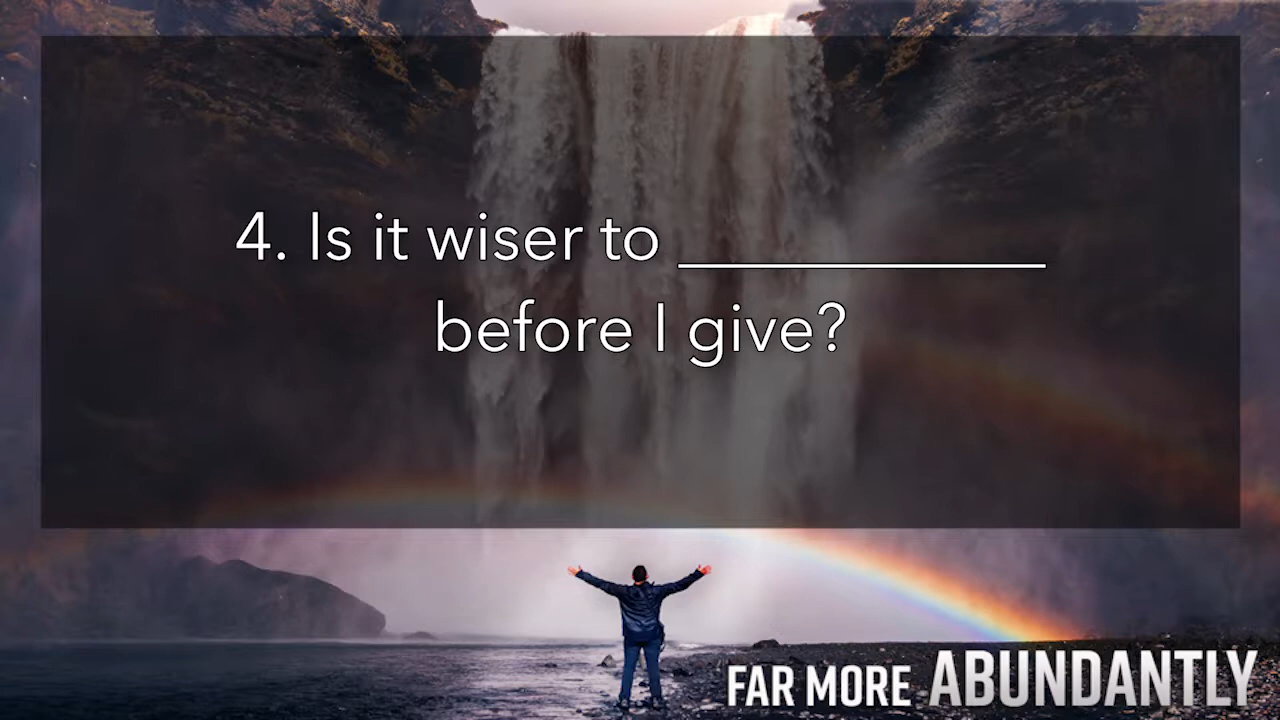 4. Is it wiser to ____________
before I give?
FAR MORE ABUNDANTLY